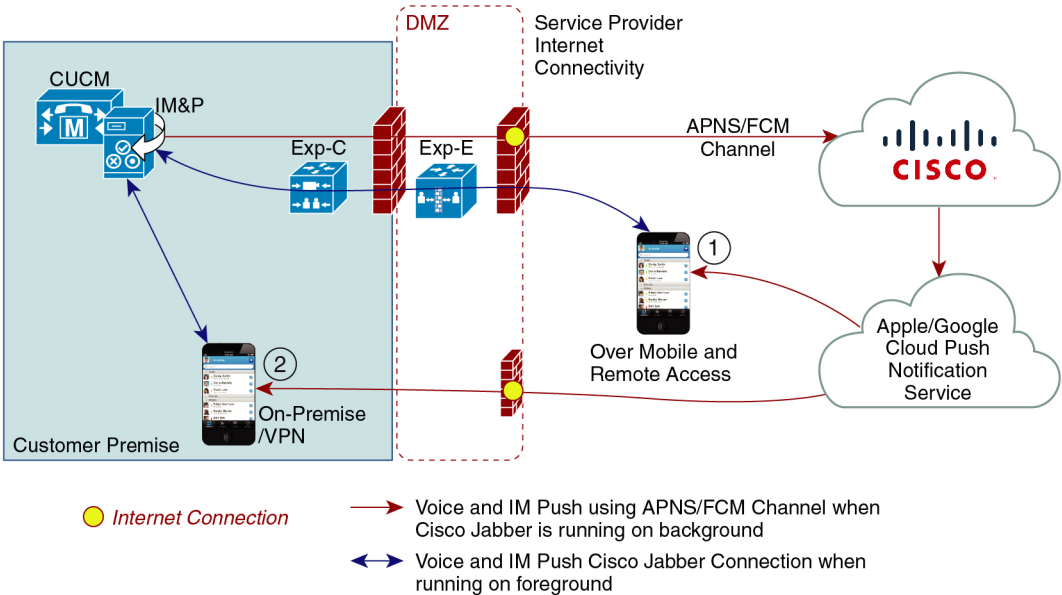 DMZ
Service Provider
Internet
Connectivity
CUCM
IM&P
M
Exp-C
Exp-E
APNS/FCM
Channel
CISCO
1
Over Mobile and
Remote Access
Apple/Google
Cloud Push
Notification
Service
2
On-Premise
/VPN
Customer Premise
Internet Connection
Voice and IM Push using APNS/FCM Channel when
Cisco Jabber is running on background
Voice and IM Push Cisco Jabber Connection when
running on foreground